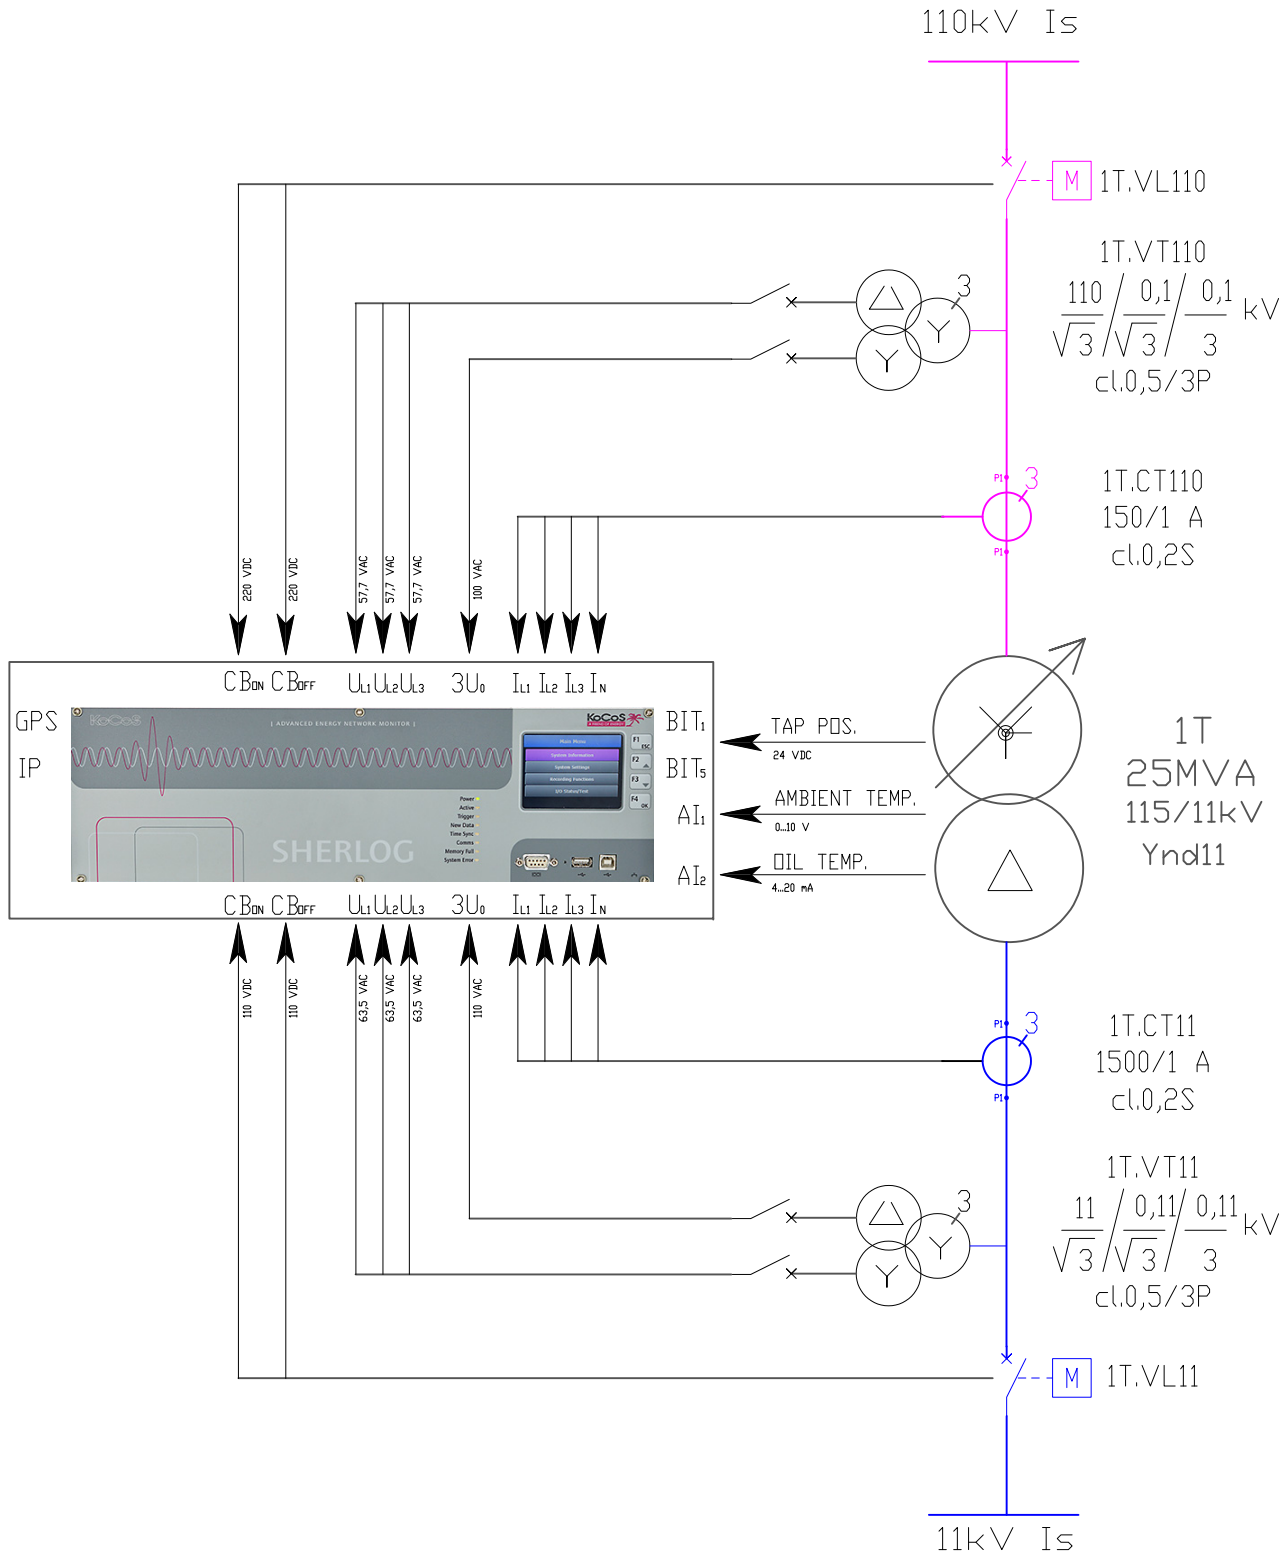 110kV Is
M 1T.VL110
1T.VT110
3
110/√3 / 0,1/√3 / 0,1/3 kV
cl.0,5/3P
P1 3
P1
1T.CT110
150/1 A
cl.0,2S
220 VDC
220 VDC
57,7 VAC
57,7 VAC
57,7 VAC
100 VAC
CBON CBOFF UL1 UL2 UL3 3U0 IL1 IL2 IL3 IN
GPS
IP
KoCoS
| ADVANCED ENERGY NETWORK MONITOR |
KoCoS
Main Menu
System Information
System Settings
Recording Functions
I/O Status/Test
F1
ESC
F2
F3
F4
OK
Power
Active
Trigger
New Data
Time Sync
Comms
Memory Full
System Error
SHERLOG
BIT1
BIT5
AI1
AI2
TAP POS.
24 VDC
AMBIENT TEMP.
0...10 V
OIL TEMP.
4...20 mA
1T
25MVA
115/11kV
Ynd11
CBON CBOFF UL1 UL2 UL3 3U0 IL1 IL2 IL3 IN
110 VDC
110 VDC
63,5 VAC
63,5 VAC
63,5 VAC
110 VAC
P1 3
P1
1T.CT11
1500/1 A
cl.0,2S
1T.VT11
3
11/√3 / 0,11/√3 / 0,11/3 kV
cl.0,5/3P
M 1T.VL11
11kV Is